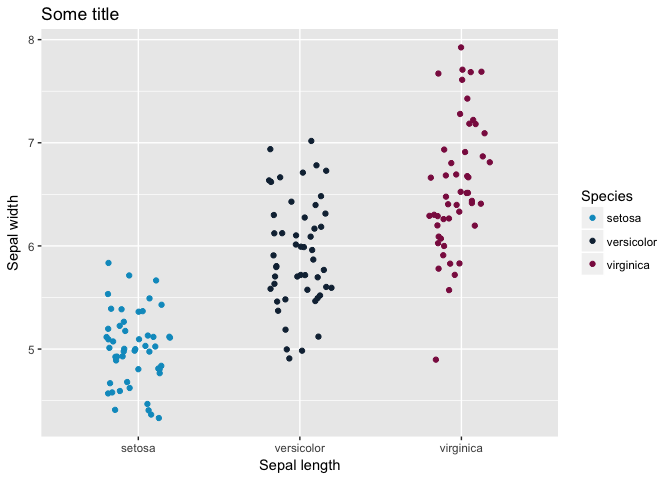 Some title
8
7
6
5
Sepal width
setosa
versicolor
virginica
Sepal length
Species
setosa
versicolor
virginica